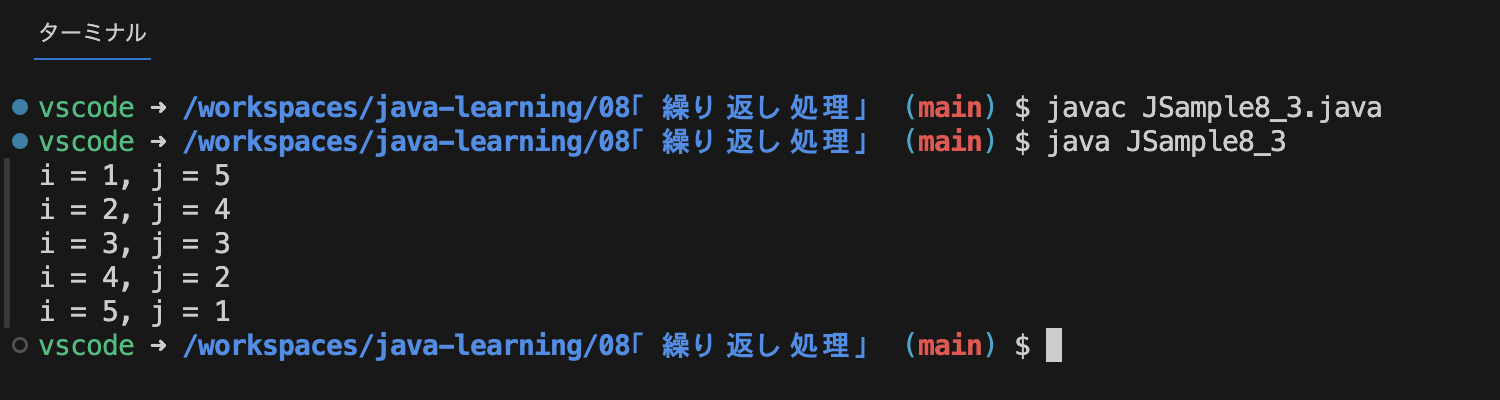 ターミナル
vscode → /workspaces/java-learning/08「繰り返し処理」 (main) $ javac JSample8_3.java
vscode → /workspaces/java-learning/08「繰り返し処理」 (main) $ java JSample8_3
i = 1, j = 5
i = 2, j = 4
i = 3, j = 3
i = 4, j = 2
i = 5, j = 1
vscode → /workspaces/java-learning/08「繰り返し処理」 (main) $